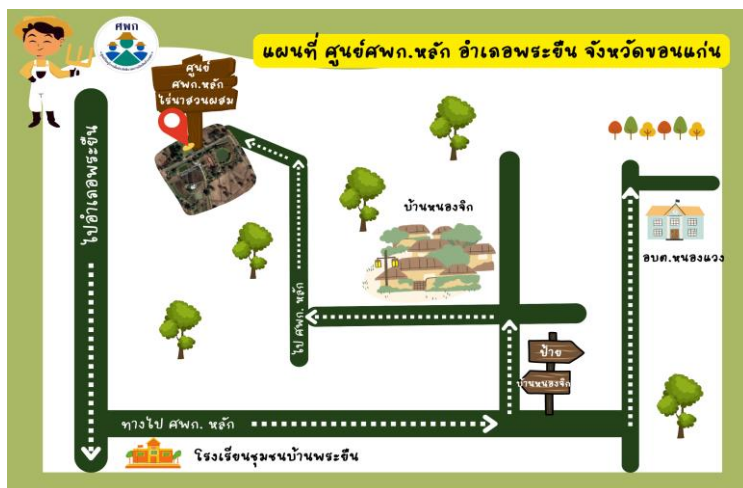 ศพก
แผนที่ ศูนย์ศพก.หลัก อำเภอพระยืน จังหวัดขอนแก่น
ศูนย์
ศพก.หลัก
ไร่นาสวนผสม
ไปอำเภอพระยืน
บ้านหนองจิก
อบต.หนองแวง
ไป ศพก. หลัก
ป้าย
บ้านหนองจิก
ทางไป ศพก. หลัก
โรงเรียนชุมชนบ้านพระยืน